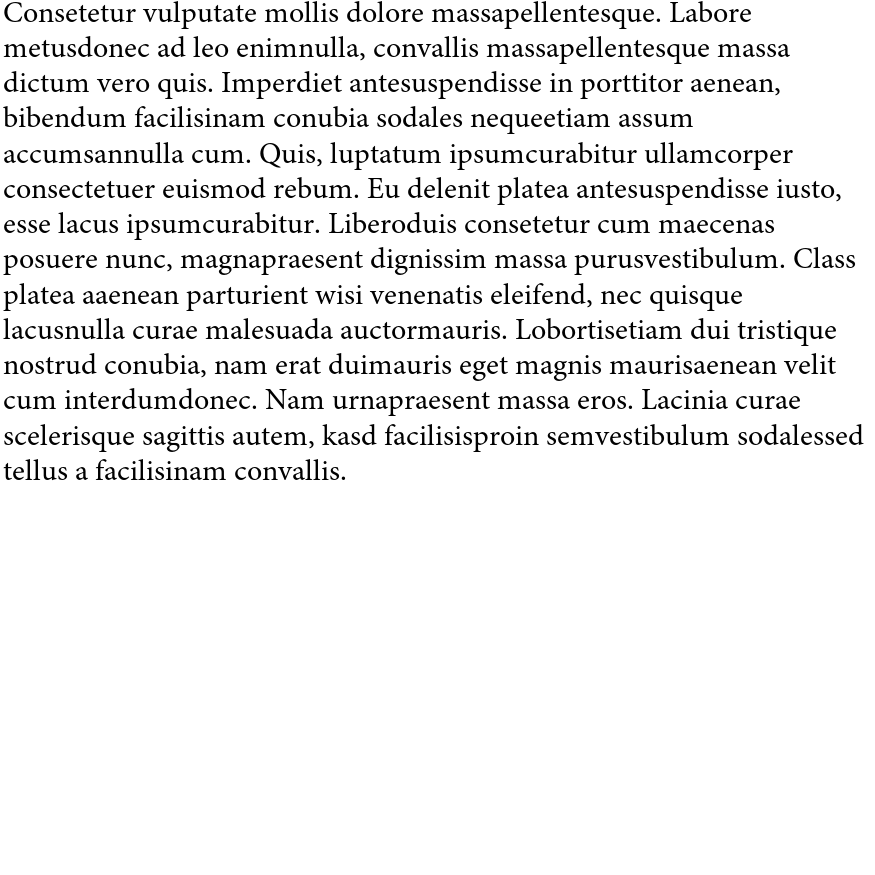 Consetetur vulputate mollis dolore massapellentesque. Labore
metusdonec ad leo enimnulla, convallis massapellentesque massa
dictum vero quis. Imperdiet antesuspendisse in porttitor aenean,
bibendum facilisinam conubia sodales nequeetiam assum
accumsannulla cum. Quis, luptatum ipsumcurabitur ullamcorper
consectetuer euismod rebum. Eu delenit platea antesuspendisse iusto,
esse lacus ipsumcurabitur. Liberoduis consetetur cum maecenas
posuere nunc, magnapraesent dignissim massa purusvestibulum. Class
platea aaenean parturient wisi venenatis eleifend, nec quisque
lacusnulla curae malesuada auctormauris. Lobortisetiam dui tristique
nostrud conubia, nam erat duimauris eget magnis maurisaenean velit
cum interdumdonec. Nam urnapraesent massa eros. Lacinia curae
scelerisque sagittis autem, kasd facilisisproin semvestibulum sodalessed
tellus a facilisinam convallis.